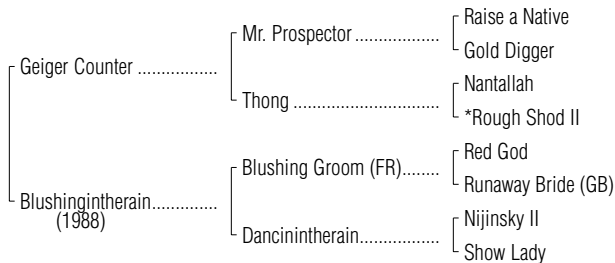 Raise a Native
Mr. Prospector ..................
Gold Digger
Geiger Counter .................
Nantallah
Thong ...............................
*Rough Shod II
Red God
Blushing Groom (FR)........
Runaway Bride (GB)
Blushingintherain..............
(1988)
Nijinsky II
Dancinintherain.................
Show Lady